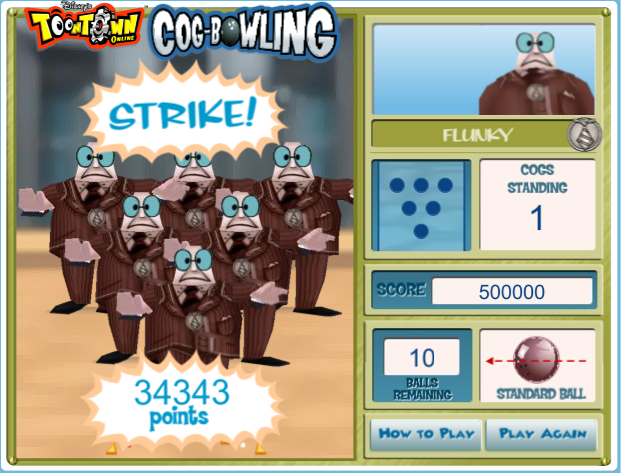 Disney's
TOONTOWN
ONLINE
COG-BOWLING
STRIKE!
FLUNKY
COGS
STANDING
1
SCORE 500000
10
BALLS
REMAINING
STANDARD BALL
34343
points
HOW TO PLAY
PLAY AGAIN